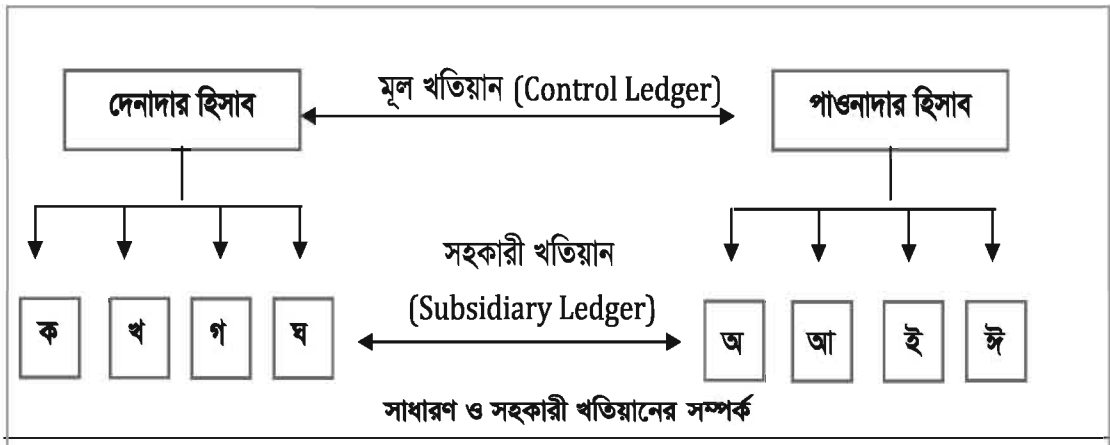 দেনাদার হিসাব
মূল খতিয়ান (Control Ledger)
পাওনাদার হিসাব
সহকারী খতিয়ান
(Subsidiary Ledger)
ক খ গ ঘ
অ আ ই ঈ
সাধারণ ও সহকারী খতিয়ানের সম্পর্ক